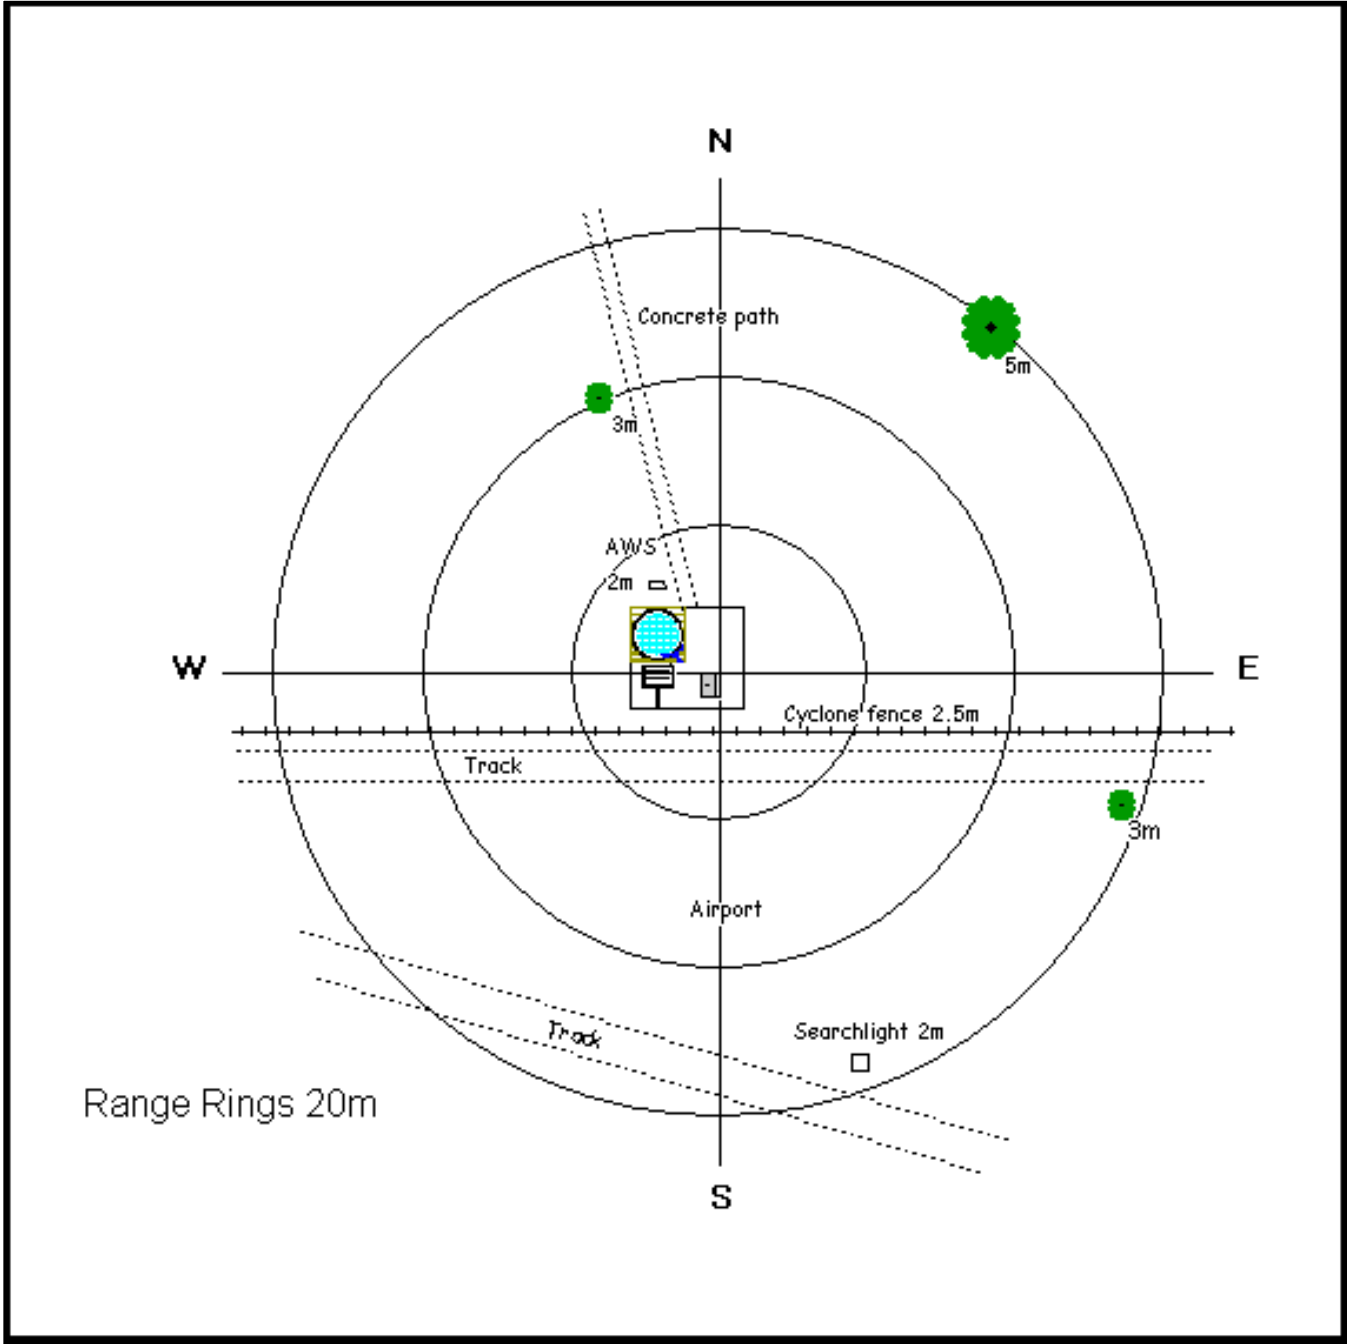 N
Concrete path
5m
3m
AWS
2m
W
E
Cyclone fence 2.5m
Track
3m
Airport
Searchlight 2m
Track
Range Rings 20m
S